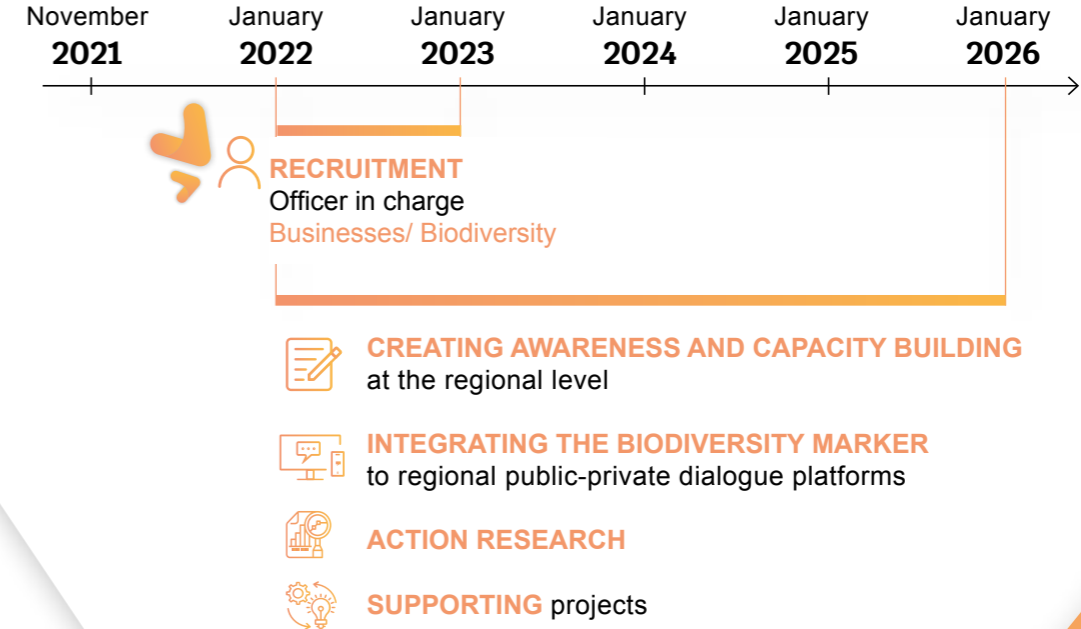 November January January January January January
2021 2022 2023 2024 2025 2026
RECRUITMENT
Officer in charge
Businesses/ Biodiversity
CREATING AWARENESS AND CAPACITY BUILDING
at the regional level
INTEGRATING THE BIODIVERSITY MARKER
to regional public-private dialogue platforms
ACTION RESEARCH
SUPPORTING projects